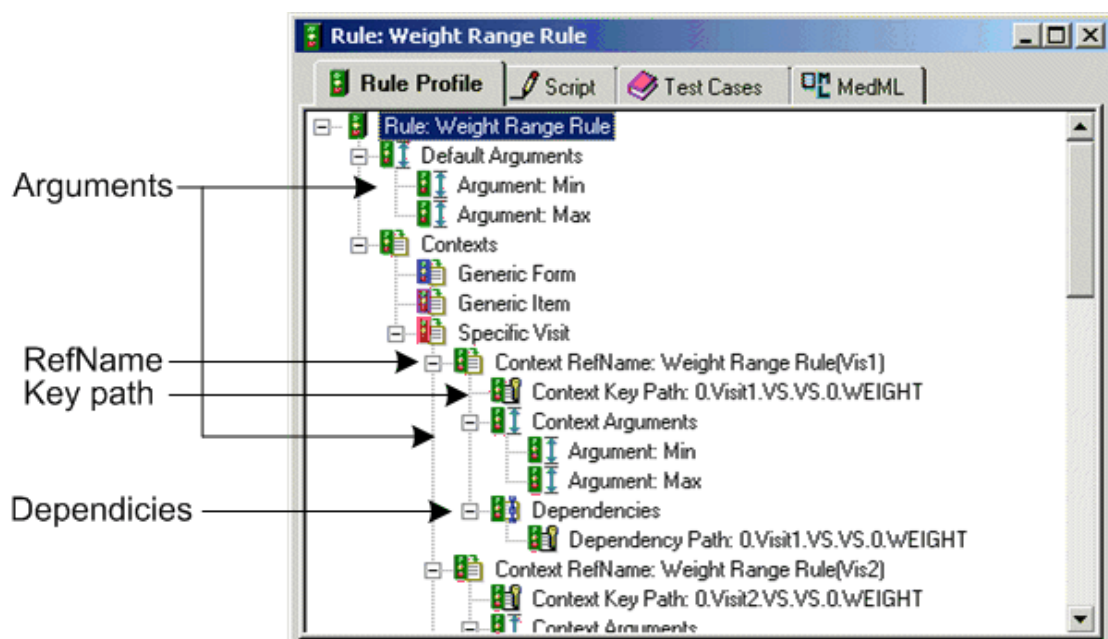 Rule: Weight Range Rule
Rule Profile Script Test Cases MedML
Rule: Weight Range Rule
Default Arguments
Arguments
Argument: Min
Argument: Max
Contexts
Generic Form
Generic Item
Specific Visit
RefName
Context RefName: Weight Range Rule(Vis1)
Key path
Context Key Path: 0.Visit1.VS.VS.0.WEIGHT
Context Arguments
Argument: Min
Argument: Max
Dependicies
Dependencies
Dependency Path: 0.Visit1.VS.VS.0.WEIGHT
Context RefName: Weight Range Rule(Vis2)
Context Key Path: 0.Visit2.VS.VS.0.WEIGHT
Context Arguments